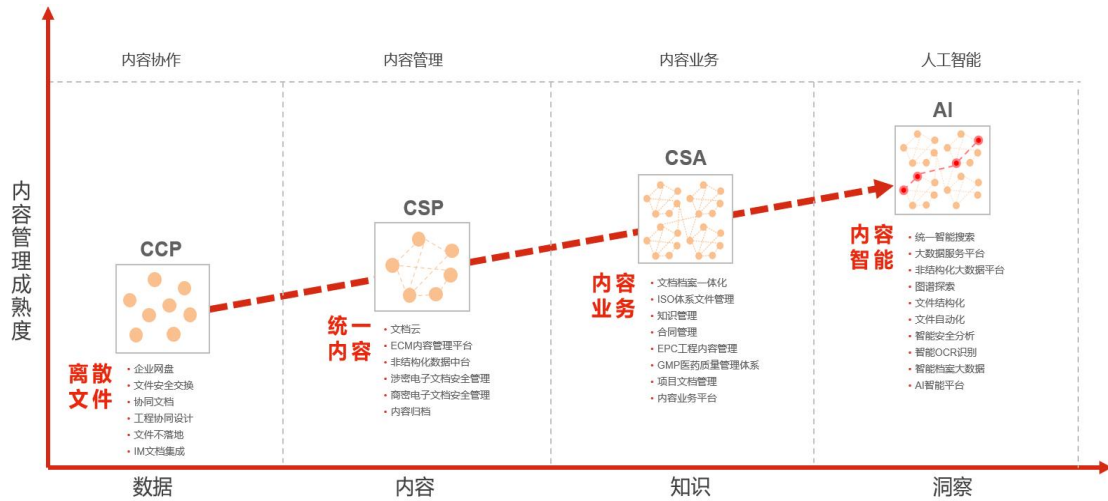 内容协作
内容管理
内容业务
人工智能
内容管理成熟度
CCP
离散
文件
• 企业网盘
• 文件安全交换
• 协同文档
• 工程协同设计
• 文件不落地
• IM文档集成
CSP
统一
内容
• 文档云
• ECM内容管理平台
• 非结构化数据中台
• 涉密电子文档安全管理
• 商密电子文档安全管理
• 内容归档
CSA
内容
业务
• 文档档案一体化
• ISO体系文件管理
• 知识管理
• 合同管理
• EPC工程内容管理
• GMP医药质量管理体系
• 项目文档管理
• 内容业务平台
AI
内容
智能
• 统一智能搜索
• 大数据服务平台
• 非结构化大数据平台
• 图谱探索
• 文件结构化
• 文件自动化
• 智能安全分析
• 智能OCR识别
• 智能档案大数据
• AI智能平台
数据
内容
知识
洞察